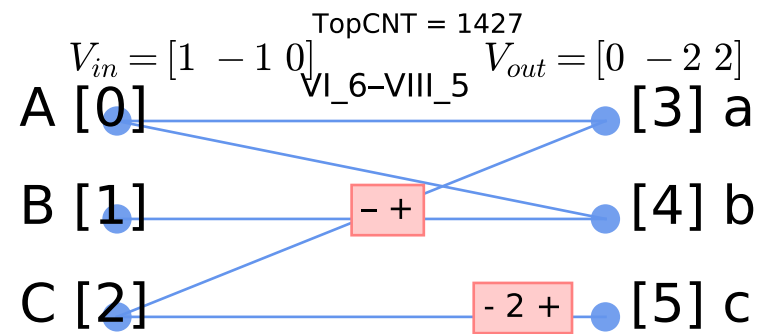 TopCNT = 1427
V_in = [1 −1 0] V_out = [0 −2 2]
VI_6–VIII_5
A [0] [3] a
B [1] – + [4] b
C [2] - 2 + [5] c